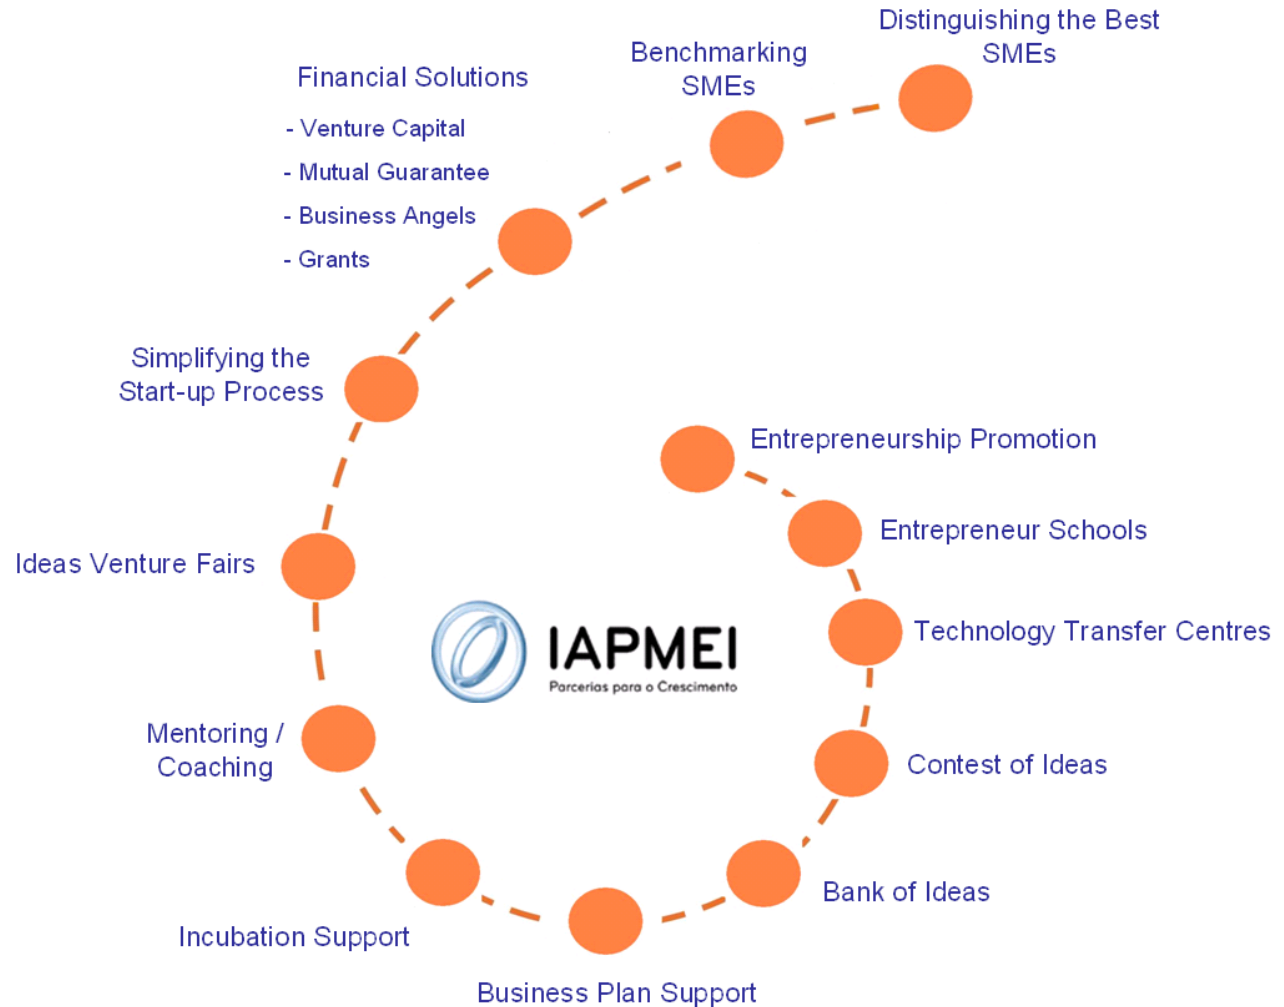 Distinguishing the Best
SMEs
Benchmarking
SMEs
Financial Solutions
- Venture Capital
- Mutual Guarantee
- Business Angels
- Grants
Simplifying the
Start-up Process
Entrepreneurship Promotion
Entrepreneur Schools
Ideas Venture Fairs
Technology Transfer Centres
IAPMEI
Parcerias para o Crescimento
Mentoring /
Coaching
Contest of Ideas
Bank of Ideas
Incubation Support
Business Plan Support